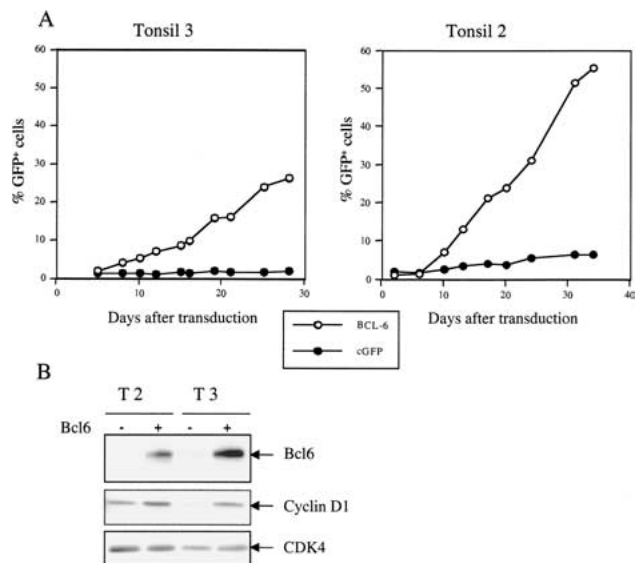 A
Tonsil 3
Tonsil 2
60
50
40
30
20
10
0
% GFP+ cells
0 10 20 30
Days after transduction
60
50
40
30
20
10
0
% GFP+ cells
0 10 20 30 40
Days after transduction
BCL-6
cGFP
B
T 2 T 3
Bcl6 - + - +
Bcl6
Cyclin D1
CDK4